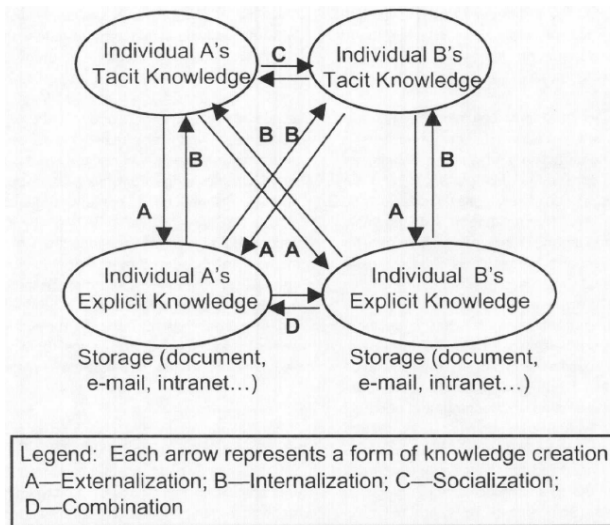 Individual A's
Tacit Knowledge
C
Individual B's
Tacit Knowledge
B
B
B
B
A
A
A
A
Individual A's
Explicit Knowledge
Individual B's
Explicit Knowledge
D
Storage (document,
e-mail, intranet…)
Storage (document,
e-mail, intranet…)
Legend: Each arrow represents a form of knowledge creation
A—Externalization; B—Internalization; C—Socialization;
D—Combination